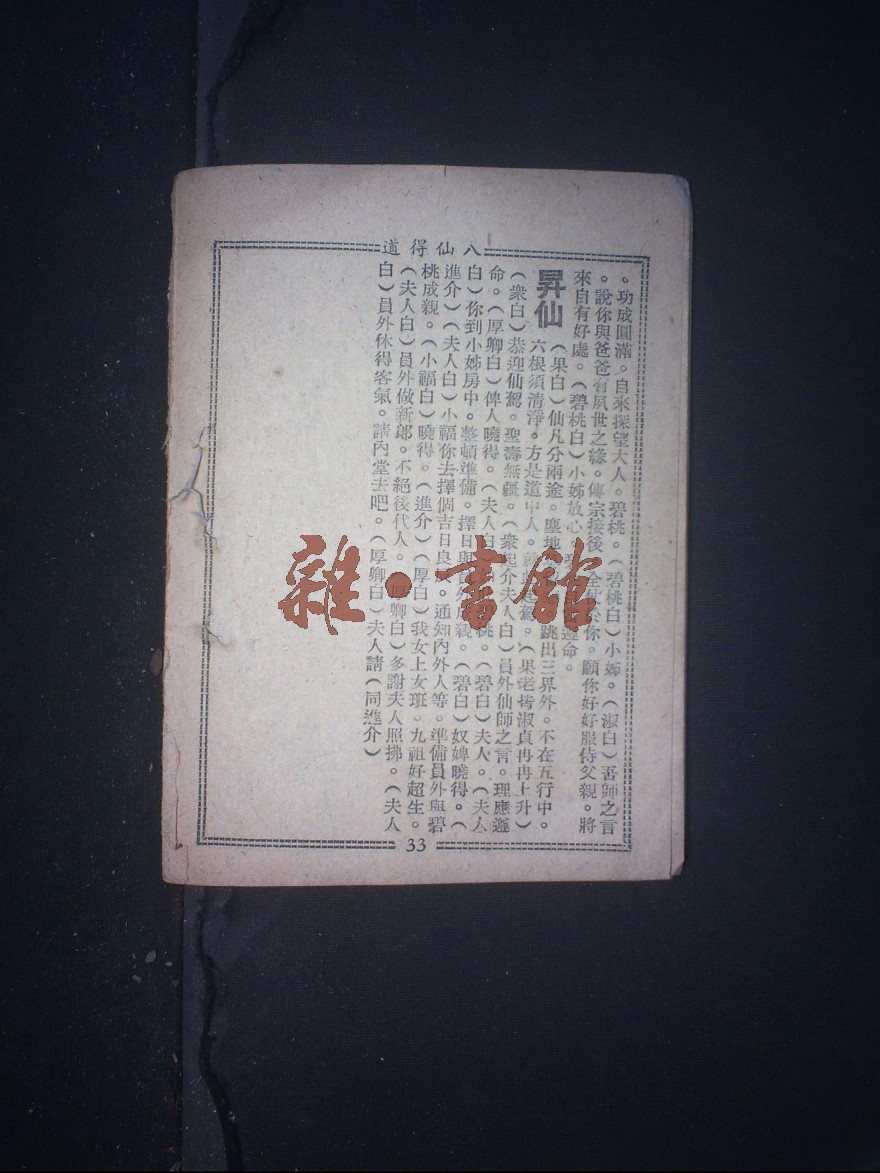 八仙得道
。功成圓滿。自來探望大人。碧桃。（碧桃白）小姊。（淑白）吾師之言
。說你與爸爸有夙世之緣。傳宗接後。全仗你。願你好好服侍父親。將
來自有好處。（碧桃白）小姊放心。遵命。
昇仙
（果白）仙凡分兩途。塵地跳出三界外。不在五行中。
六根須清淨。方是道中人。駕。（果老揹淑貞冉冉上升）
（衆白）恭迎仙駕。聖壽無疆。（衆起介夫人白）員外仙師之言。理應遵
命。（厚卿白）俾人曉得。（夫人白桃。（碧白）夫人。（夫人
白）你到小姊房中。整頓準備。擇日與員外成親。（碧白）奴婢曉得。（
進介）（夫人白）小福你去擇個吉日良辰。通知內外人等。準備員外與碧
桃成親。（小福白）曉得。（進介）（厚白）我女上女班。九祖好超生。
（夫人白）員外做新郎。不絕後代人。（厚卿白）多謝夫人照拂。（夫人
白）員外休得客氣。請內堂去吧。（厚卿白）夫人請（同進介）
33
雜·書館